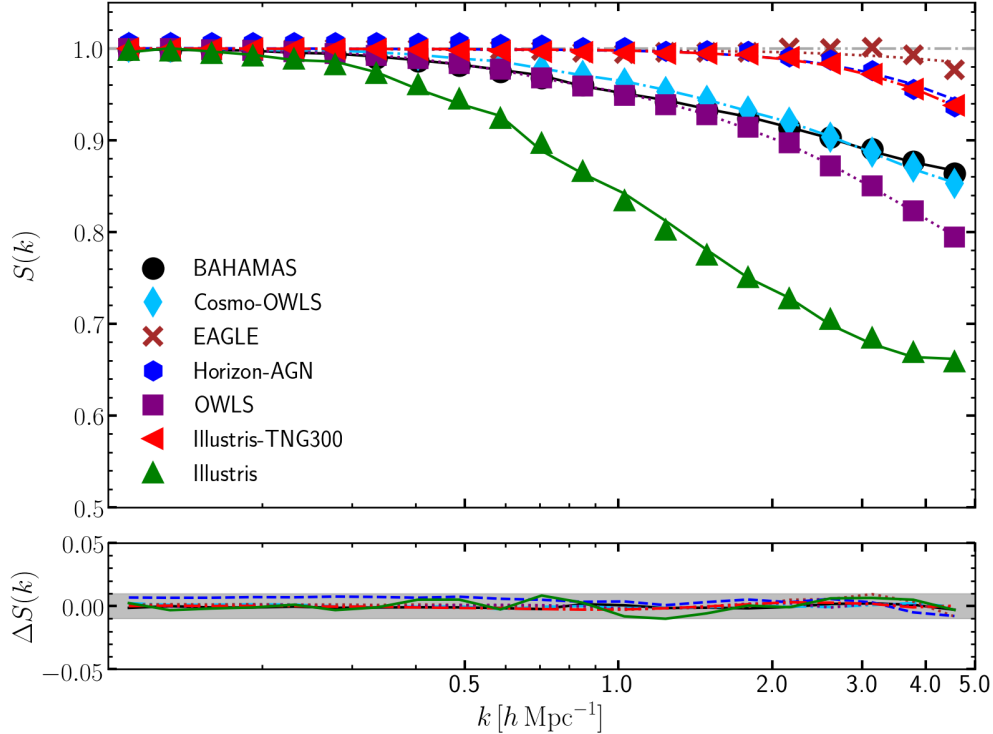 S(k)
1.0
0.9
0.8
0.7
0.6
0.5
BAHAMAS
Cosmo-OWLS
EAGLE
Horizon-AGN
OWLS
Illustris-TNG300
Illustris
ΔS(k)
0.05
0.00
−0.05
0.5 1.0 2.0 3.0 4.0 5.0
k [h Mpc⁻¹]